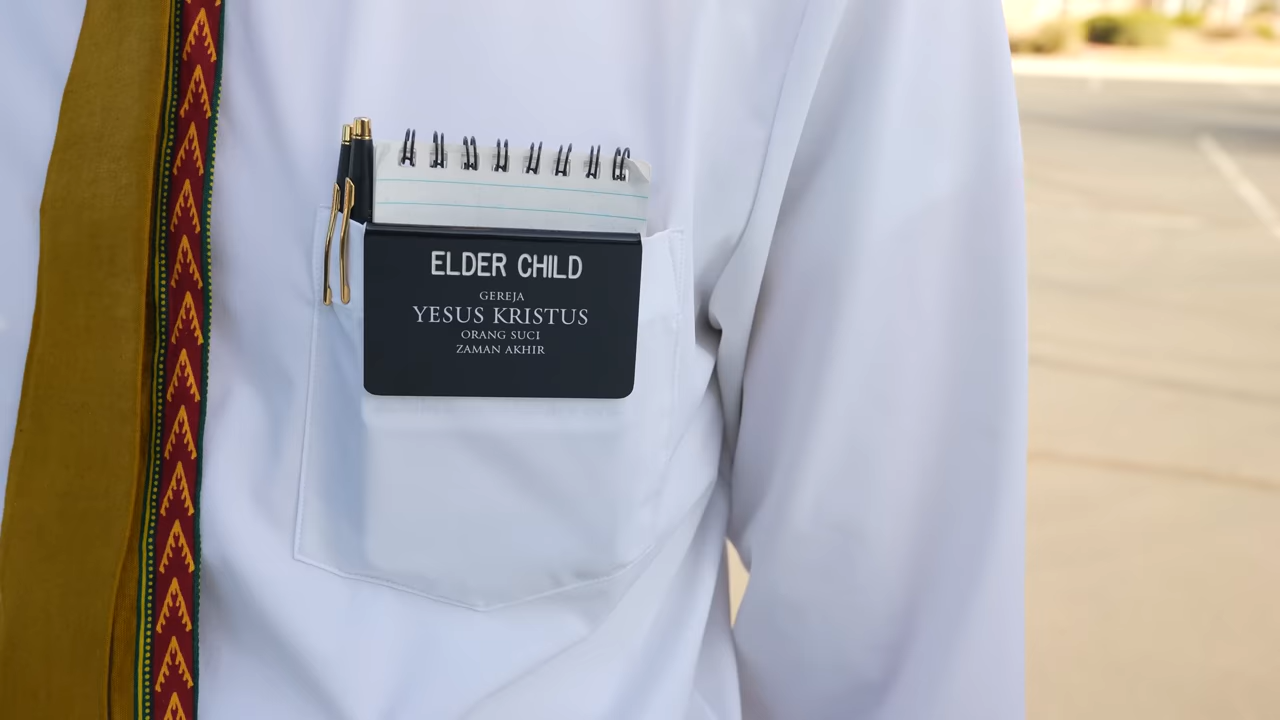 ELDER CHILD
GEREJA
YESUS KRISTUS
ORANG SUCI
ZAMAN AKHIR